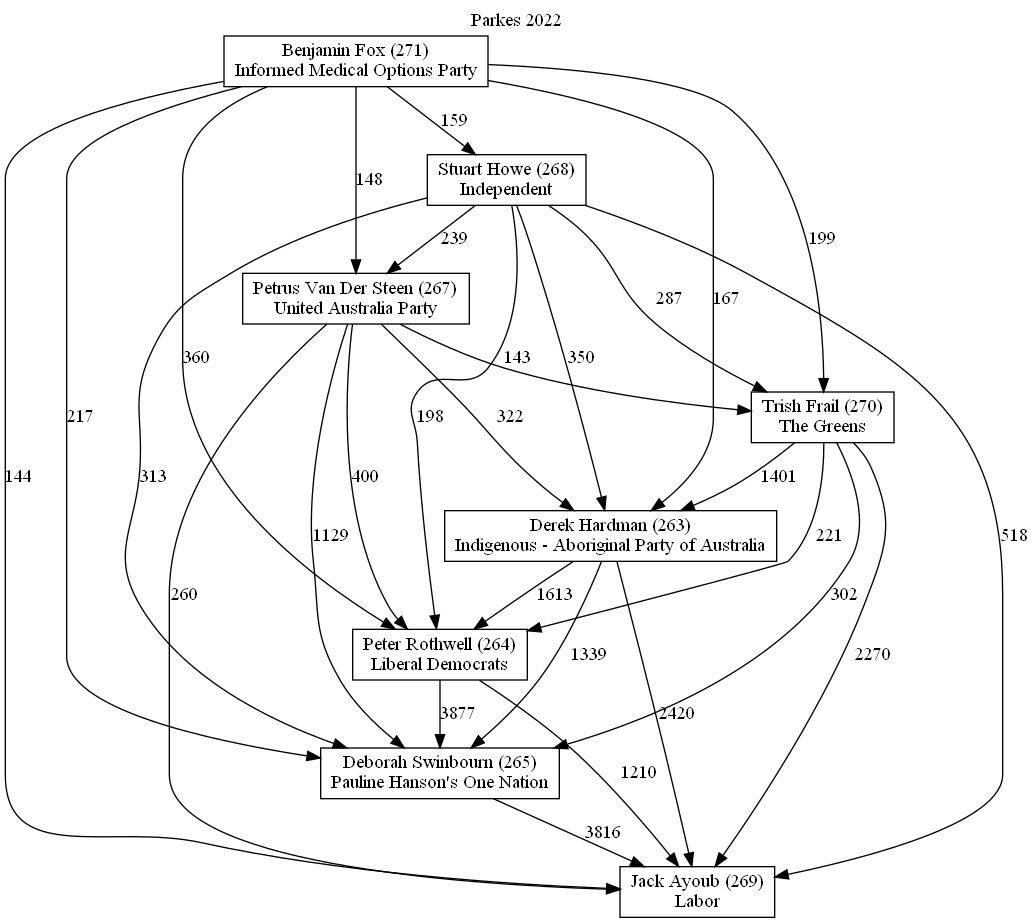 Parkes 2022
Benjamin Fox (271)
Informed Medical Options Party
159
Stuart Howe (268)
Independent
148
239
199
Petrus Van Der Steen (267)
United Australia Party
287
167
360
143
350
Trish Frail (270)
The Greens
217
198
322
144
313
400
1401
Derek Hardman (263)
Indigenous - Aboriginal Party of Australia
1129
221
518
260
1613
302
Peter Rothwell (264)
Liberal Democrats
1339
2270
3877
2420
Deborah Swinbourn (265)
Pauline Hanson's One Nation
1210
3816
Jack Ayoub (269)
Labor